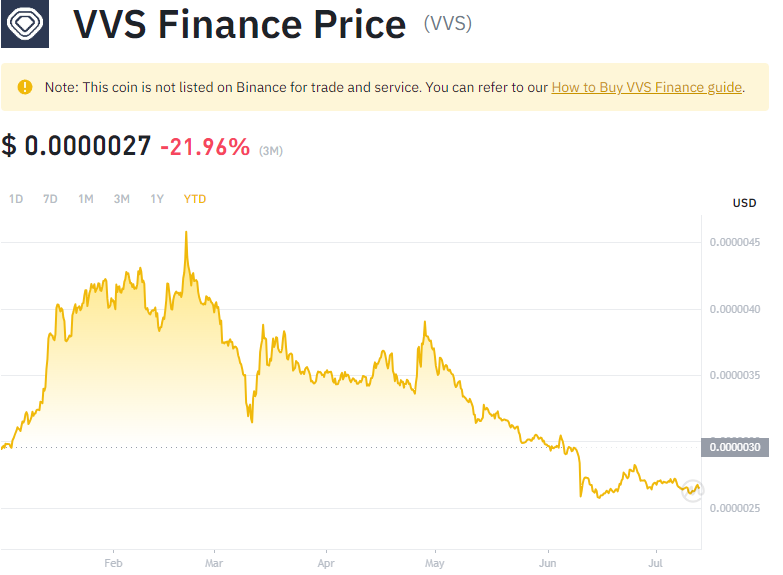 VVS Finance Price (VVS)
Note: This coin is not listed on Binance for trade and service. You can refer to our How to Buy VVS Finance guide.
$ 0.0000027 -21.96% (3M)
1D 7D 1M 3M 1Y YTD
USD
0.0000045
0.0000040
0.0000035
0.0000030
0.0000025
Feb Mar Apr May Jun Jul